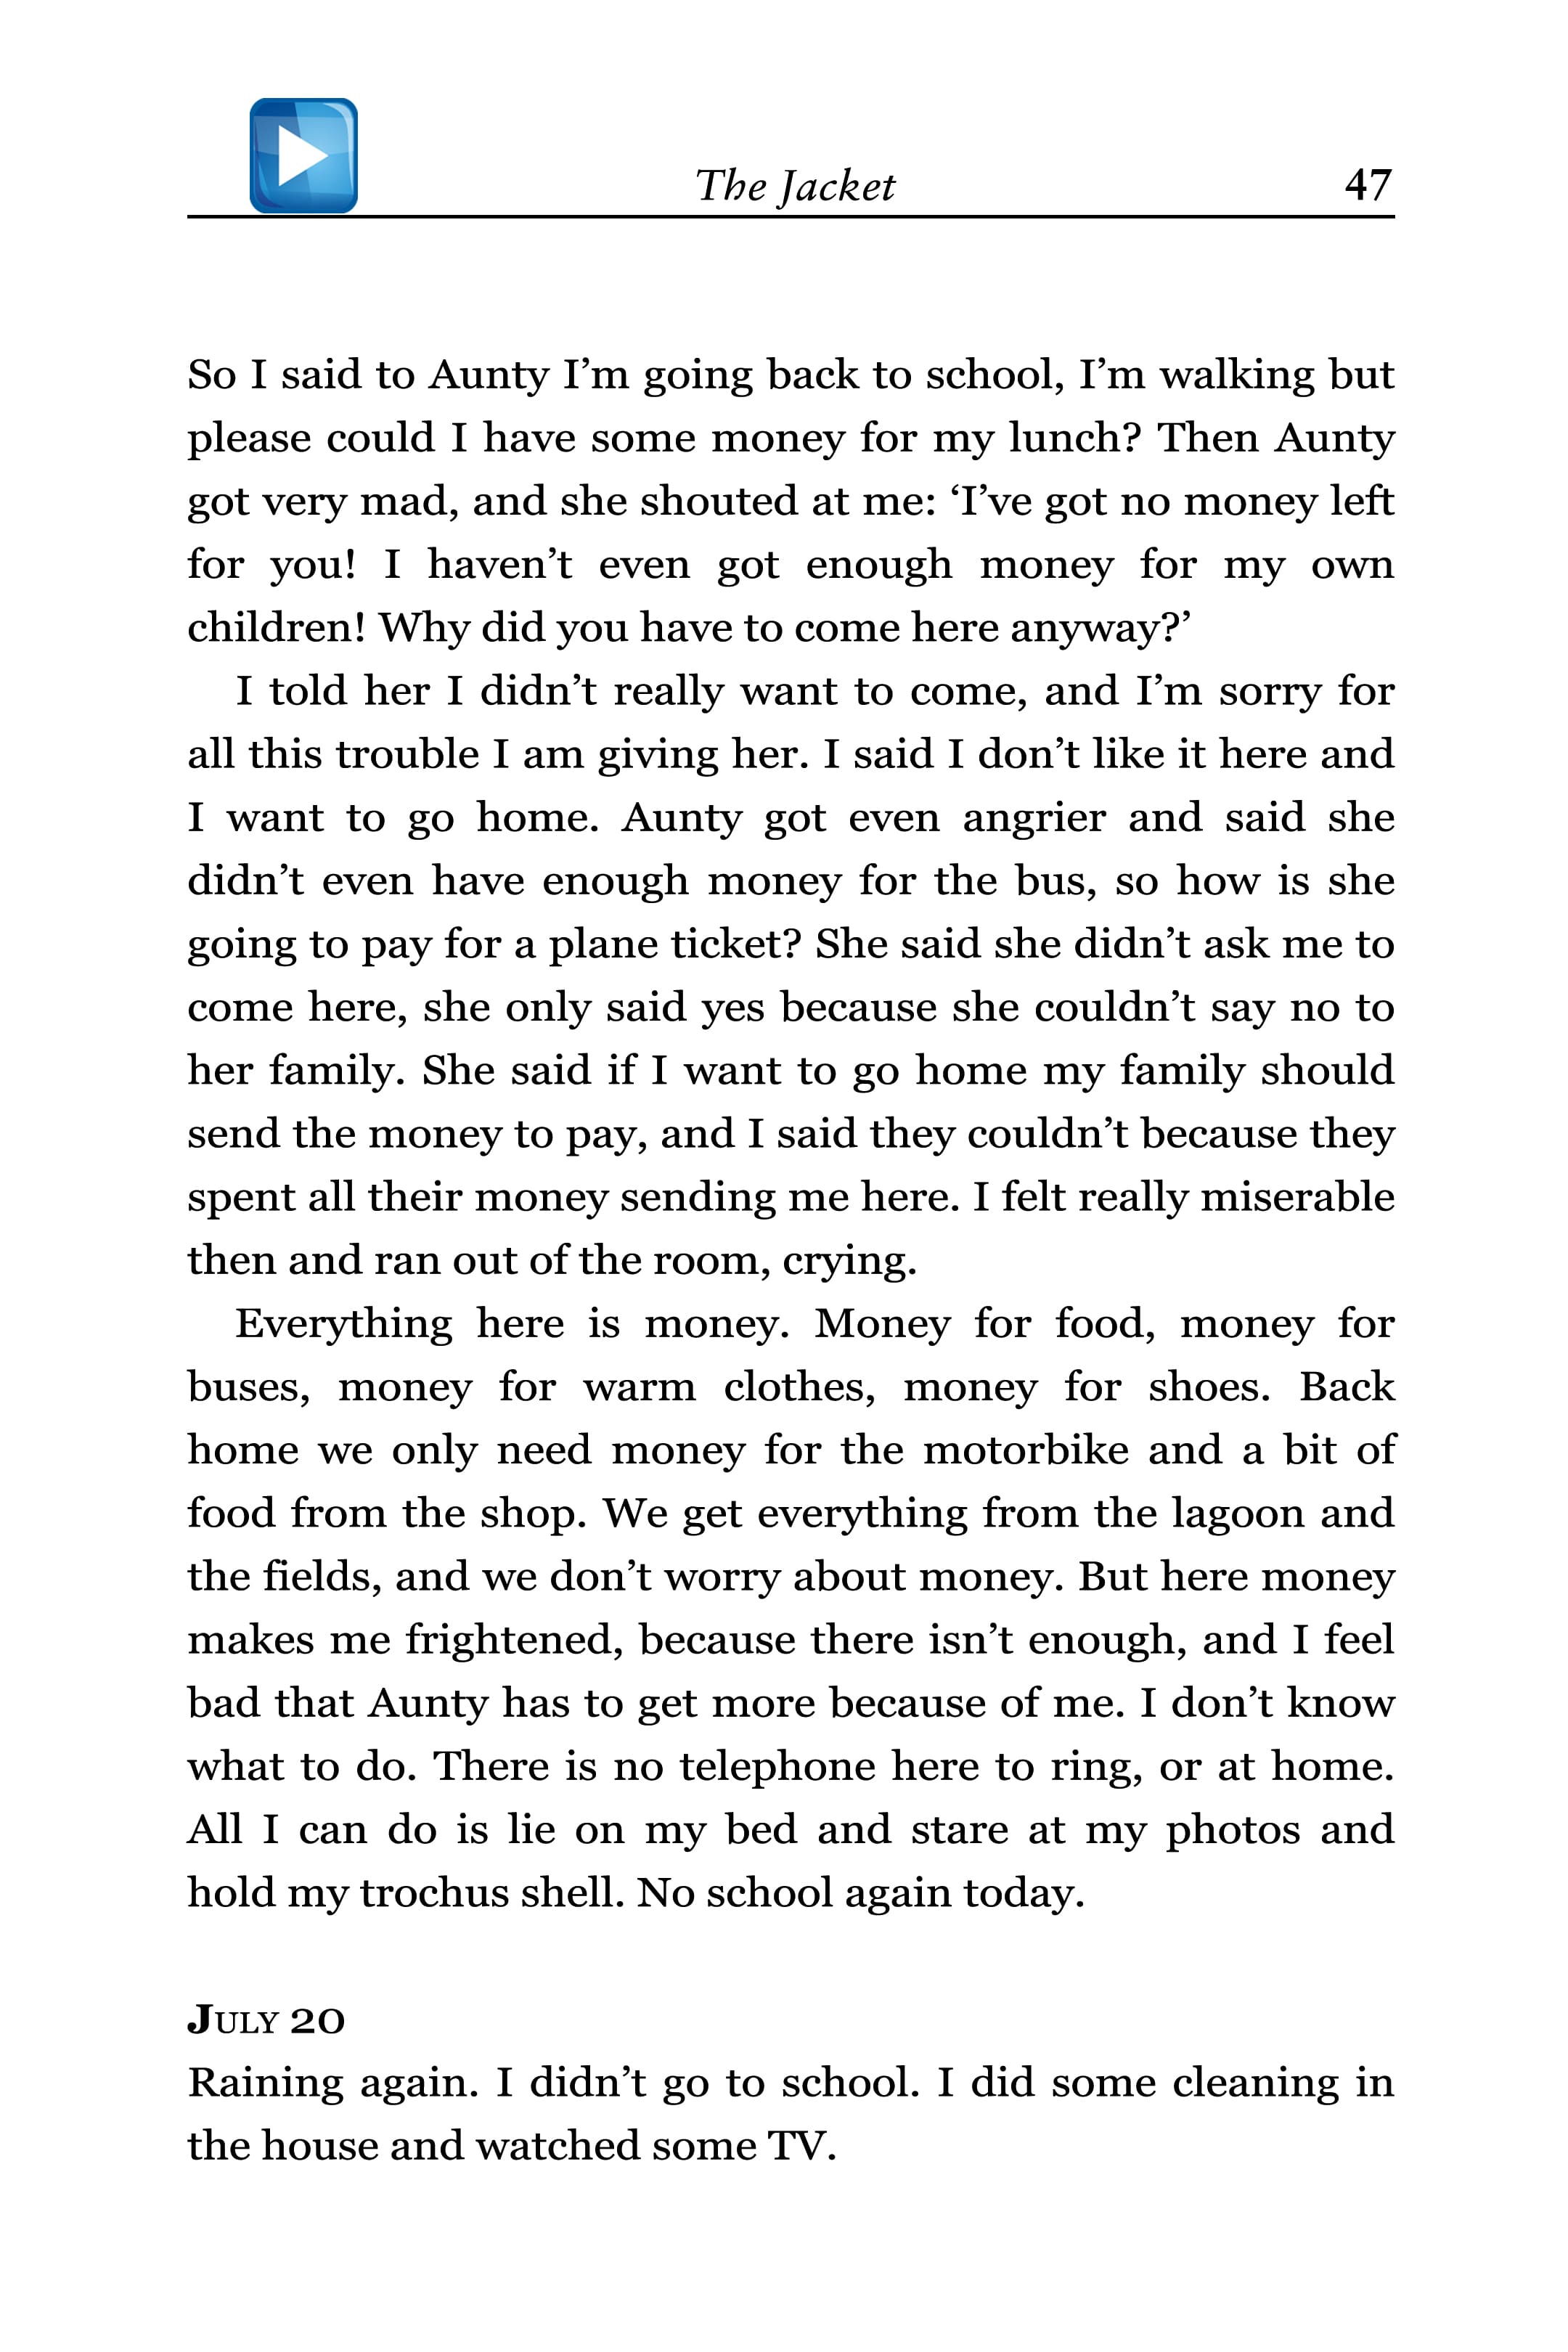 The Jacket 47
So I said to Aunty I’m going back to school, I’m walking but
please could I have some money for my lunch? Then Aunty
got very mad, and she shouted at me: ‘I’ve got no money left
for you! I haven’t even got enough money for my own
children! Why did you have to come here anyway?’
I told her I didn’t really want to come, and I’m sorry for
all this trouble I am giving her. I said I don’t like it here and
I want to go home. Aunty got even angrier and said she
didn’t even have enough money for the bus, so how is she
going to pay for a plane ticket? She said she didn’t ask me to
come here, she only said yes because she couldn’t say no to
her family. She said if I want to go home my family should
send the money to pay, and I said they couldn’t because they
spent all their money sending me here. I felt really miserable
then and ran out of the room, crying.
Everything here is money. Money for food, money for
buses, money for warm clothes, money for shoes. Back
home we only need money for the motorbike and a bit of
food from the shop. We get everything from the lagoon and
the fields, and we don’t worry about money. But here money
makes me frightened, because there isn’t enough, and I feel
bad that Aunty has to get more because of me. I don’t know
what to do. There is no telephone here to ring, or at home.
All I can do is lie on my bed and stare at my photos and
hold my trochus shell. No school again today.
July 20
Raining again. I didn’t go to school. I did some cleaning in
the house and watched some TV.